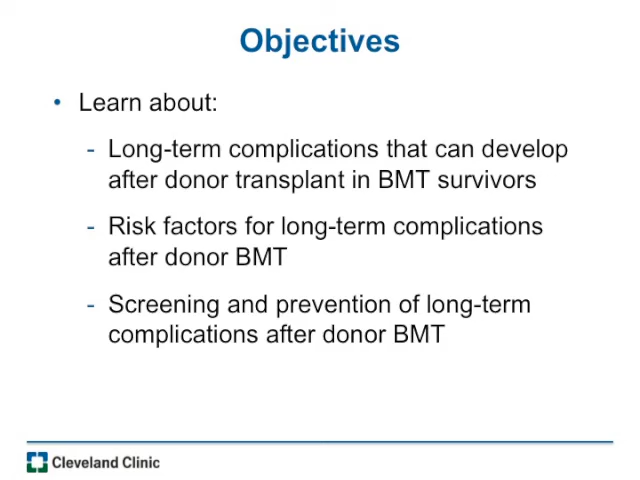 Objectives
• Learn about:
- Long-term complications that can develop
after donor transplant in BMT survivors
- Risk factors for long-term complications
after donor BMT
- Screening and prevention of long-term
complications after donor BMT
Cleveland Clinic